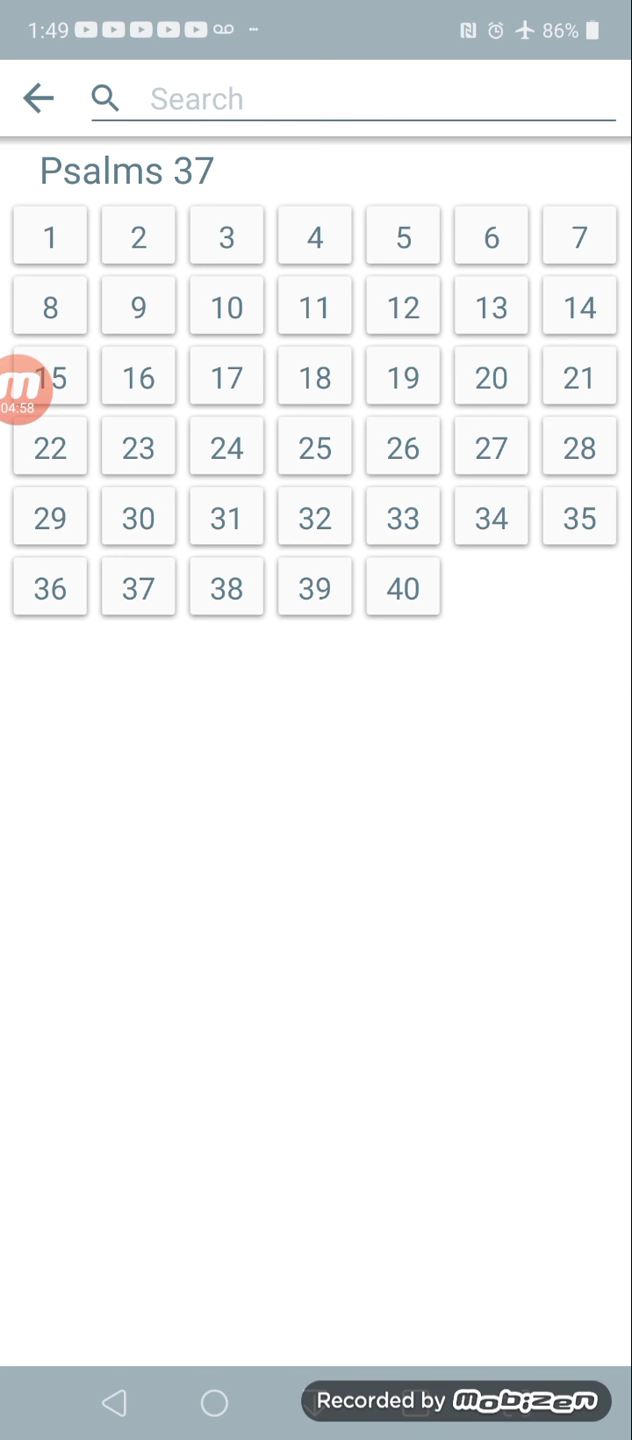 1:49 86%
Search
Psalms 37
1 2 3 4 5 6 7
8 9 10 11 12 13 14
15 16 17 18 19 20 21
m
04:58
22 23 24 25 26 27 28
29 30 31 32 33 34 35
36 37 38 39 40
Recorded by mobizen